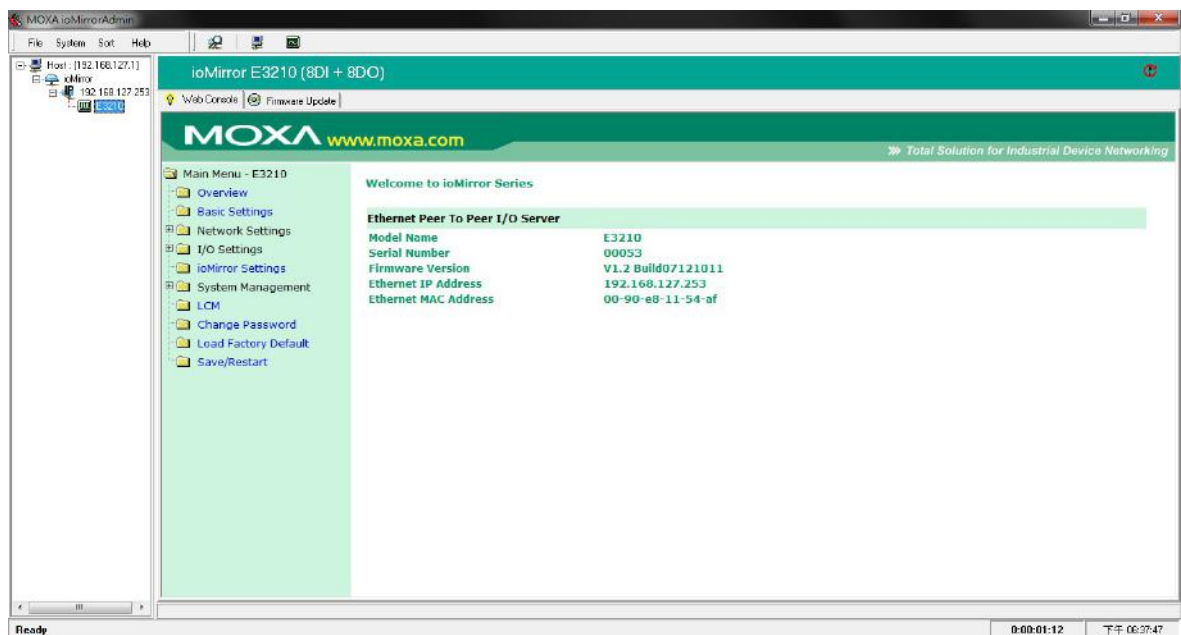 MOXA ioMirrorAdmin
File System Sort Help
Host : [192.168.127.1]
ioMirror
192.168.127.253
E3210
ioMirror E3210 (8DI + 8DO)
Web Console Firmware Update
MOXA www.moxa.com
Total Solution for Industrial Device Networking
Main Menu - E3210
Overview
Basic Settings
Network Settings
I/O Settings
ioMirror Settings
System Management
LCM
Change Password
Load Factory Default
Save/Restart
Welcome to ioMirror Series
Ethernet Peer To Peer I/O Server
Model Name E3210
Serial Number 00053
Firmware Version V1.2 Build07121011
Ethernet IP Address 192.168.127.253
Ethernet MAC Address 00-90-e8-11-54-af
Ready 0:00:01:12 下午 06:37:47